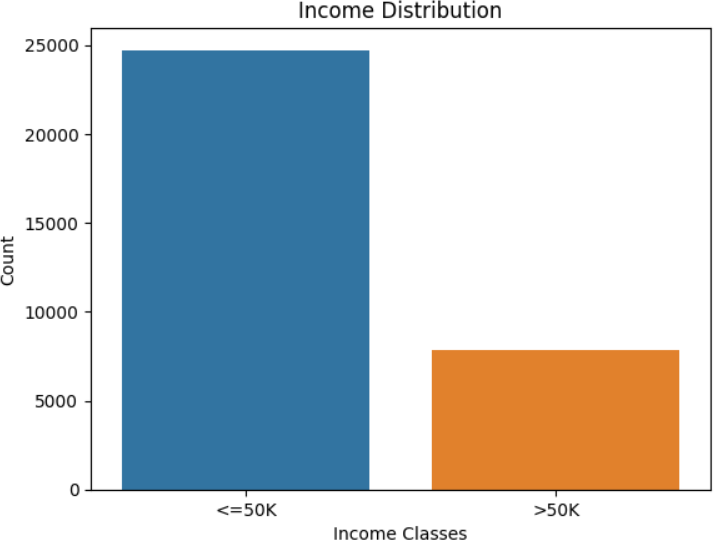 Income Distribution
25000
20000
15000
10000
5000
0
Count
<=50K
>50K
Income Classes